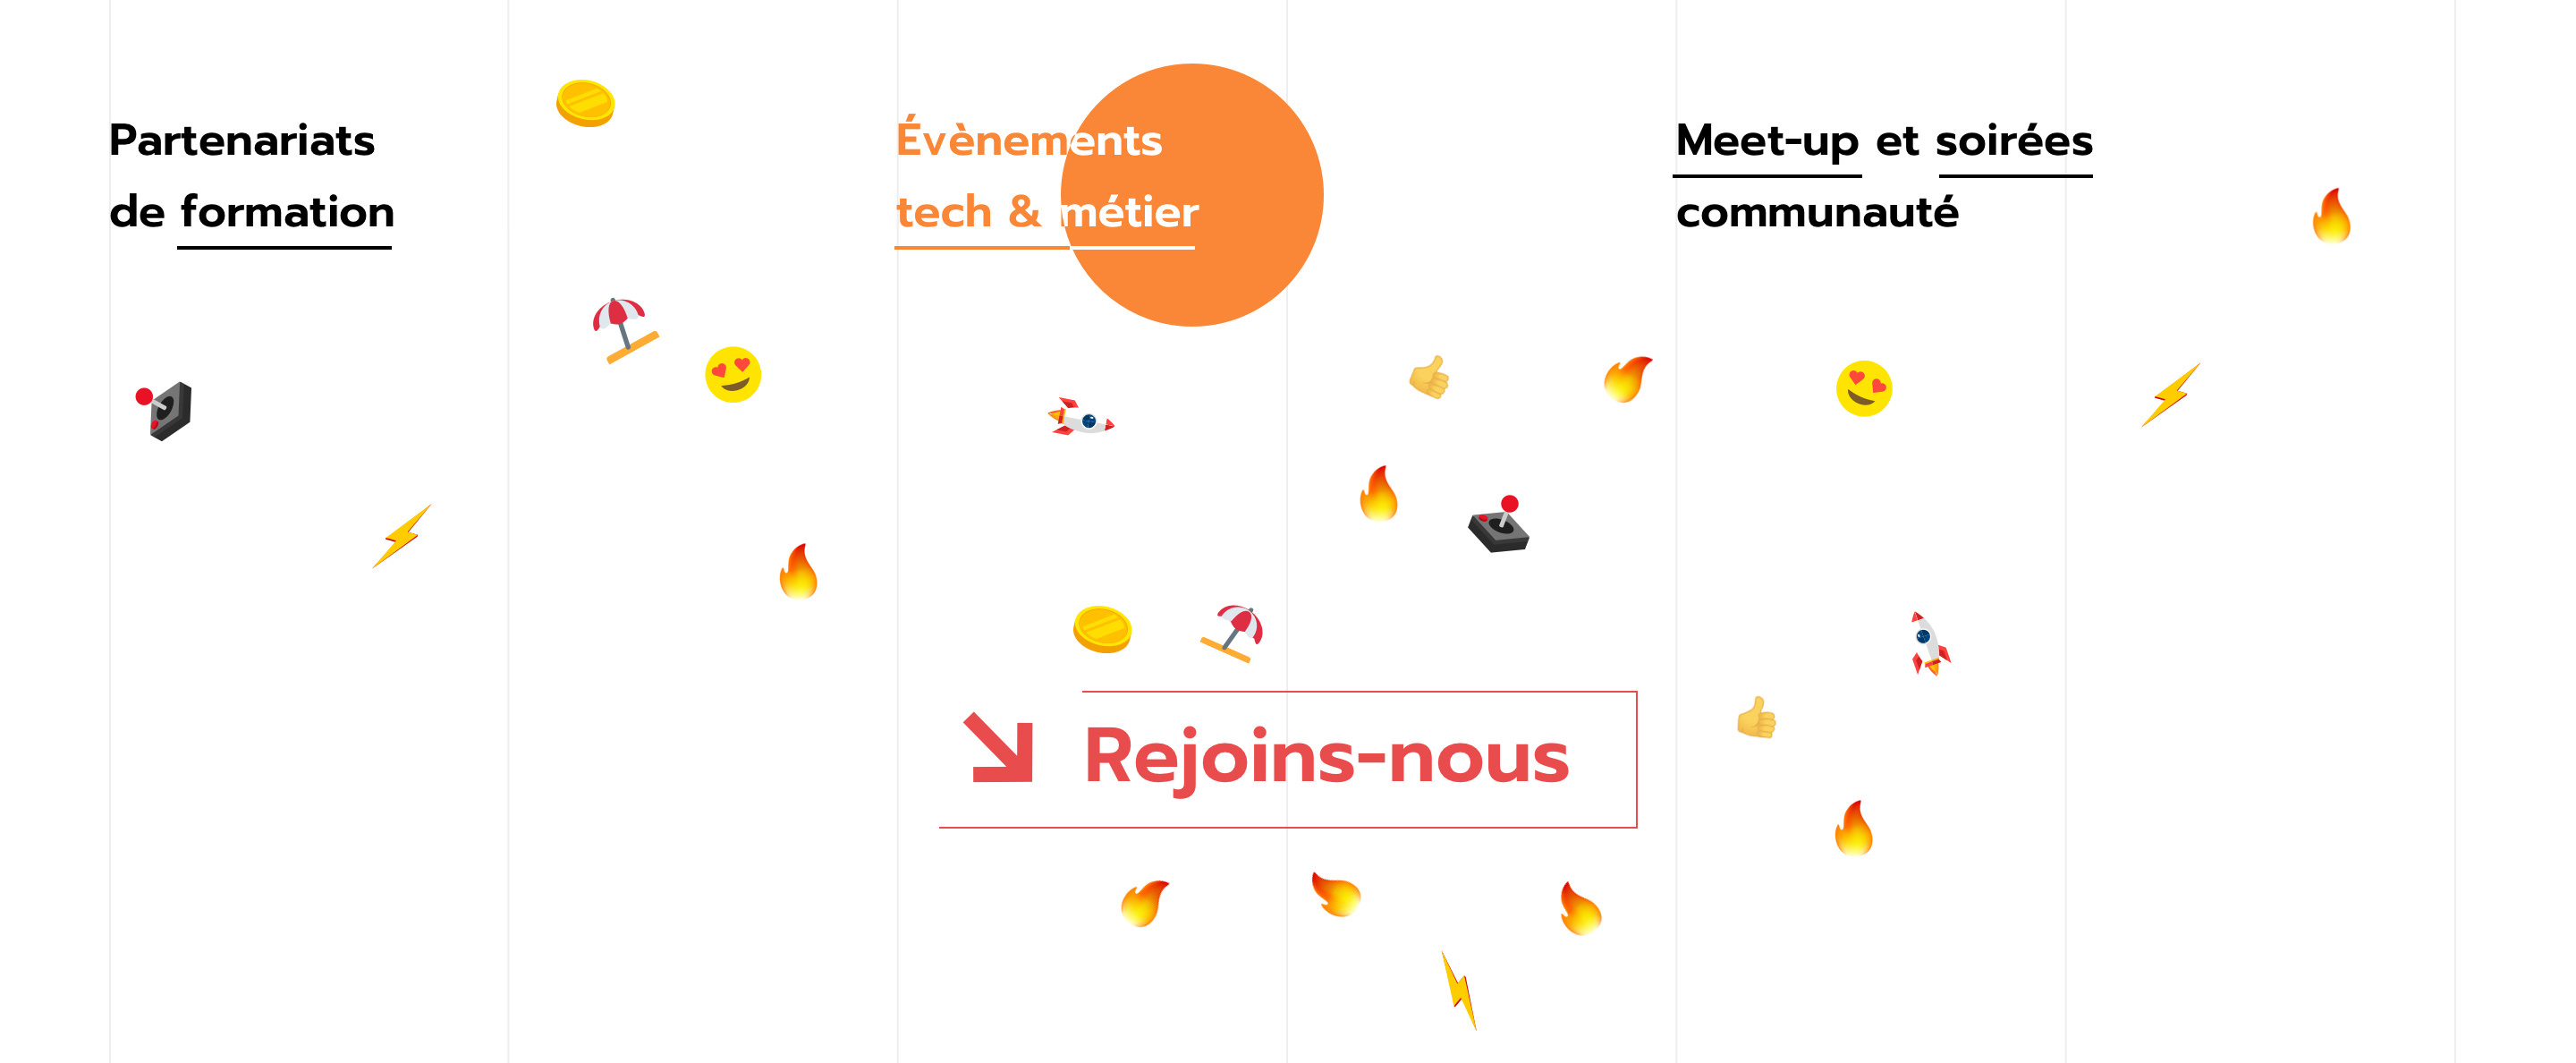 Partenariats
de formation
Évènements
tech & métier
Meet-up et soirées
communauté
Rejoins-nous